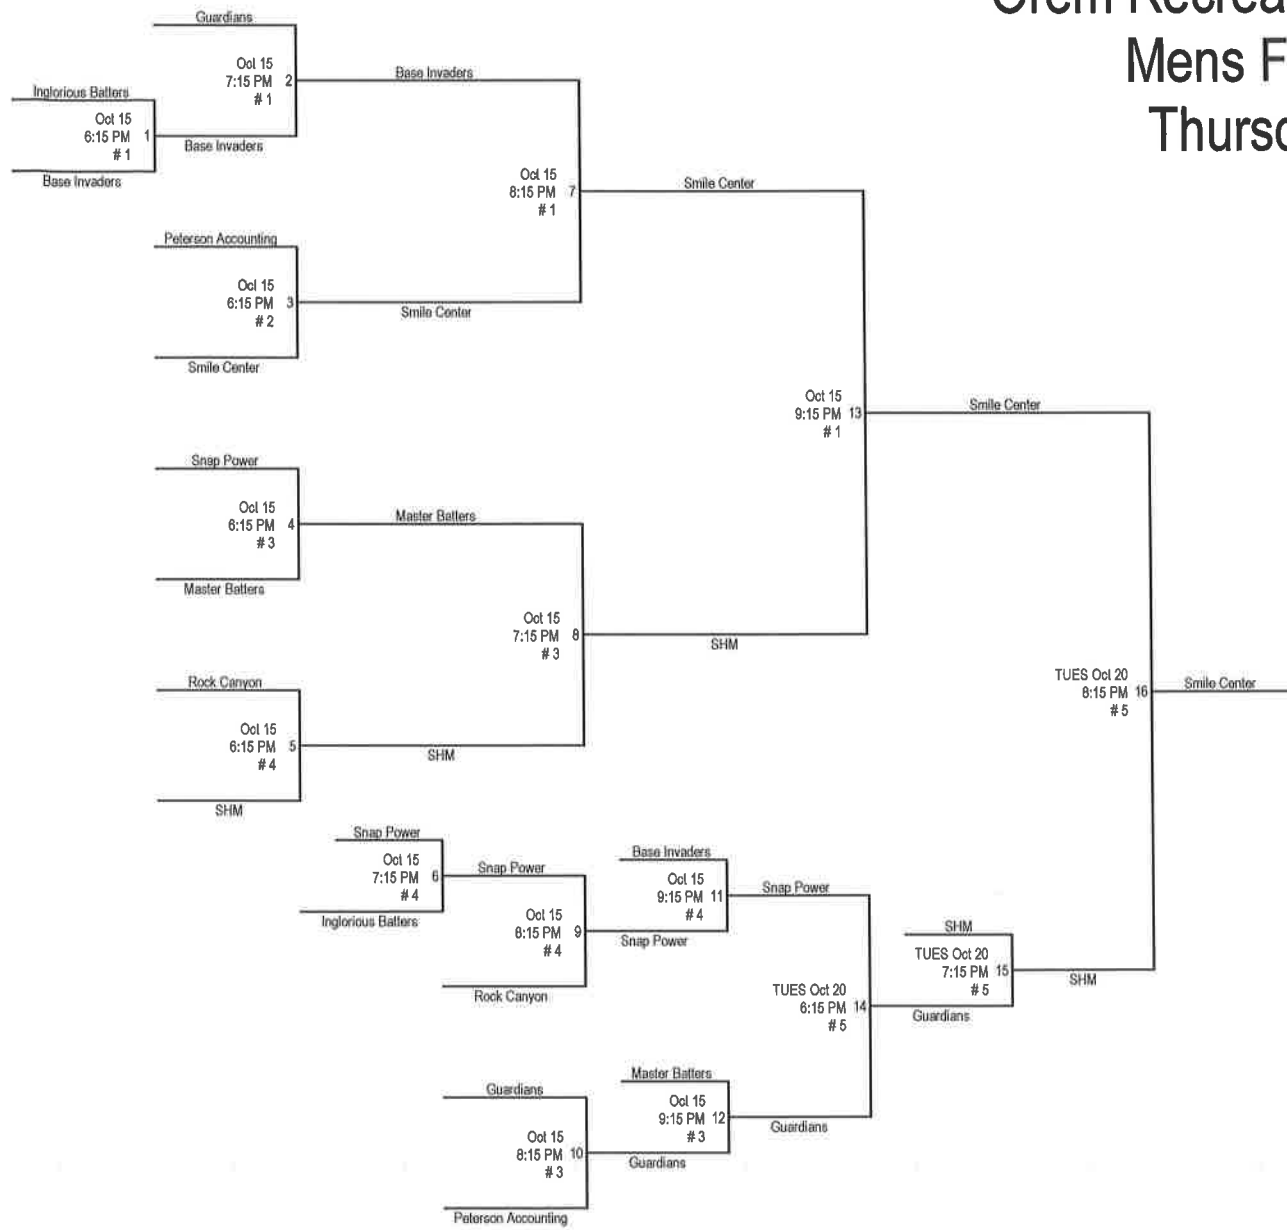 Orem Recrea
Mens F
Thursd
Guardians
Oct 15
7:15 PM 2
# 1
Base Invaders
Inglorious Batters
Oct 15
6:15 PM 1
# 1
Base Invaders
Base Invaders
Oct 15
8:15 PM 7
# 1
Smile Center
Peterson Accounting
Oct 15
6:15 PM 3
# 2
Smile Center
Smile Center
Oct 15
9:15 PM 13
# 1
Smile Center
Snap Power
Oct 15
6:15 PM 4
# 3
Master Batters
Master Batters
Oct 15
7:15 PM 8
# 3
SHM
Rock Canyon
Oct 15
6:15 PM 5
# 4
SHM
SHM
TUES Oct 20
8:15 PM 16
# 5
Smile Center
Snap Power
Oct 15
7:15 PM 6
# 4
Inglorious Batters
Snap Power
Oct 15
8:15 PM 9
# 4
Rock Canyon
Base Invaders
Oct 15
9:15 PM 11
# 4
Snap Power
Snap Power
TUES Oct 20
6:15 PM 14
# 5
SHM
TUES Oct 20
7:15 PM 15
# 5
Guardians
SHM
Guardians
Oct 15
8:15 PM 10
# 3
Peterson Accounting
Master Batters
Oct 15
9:15 PM 12
# 3
Guardians
Guardians